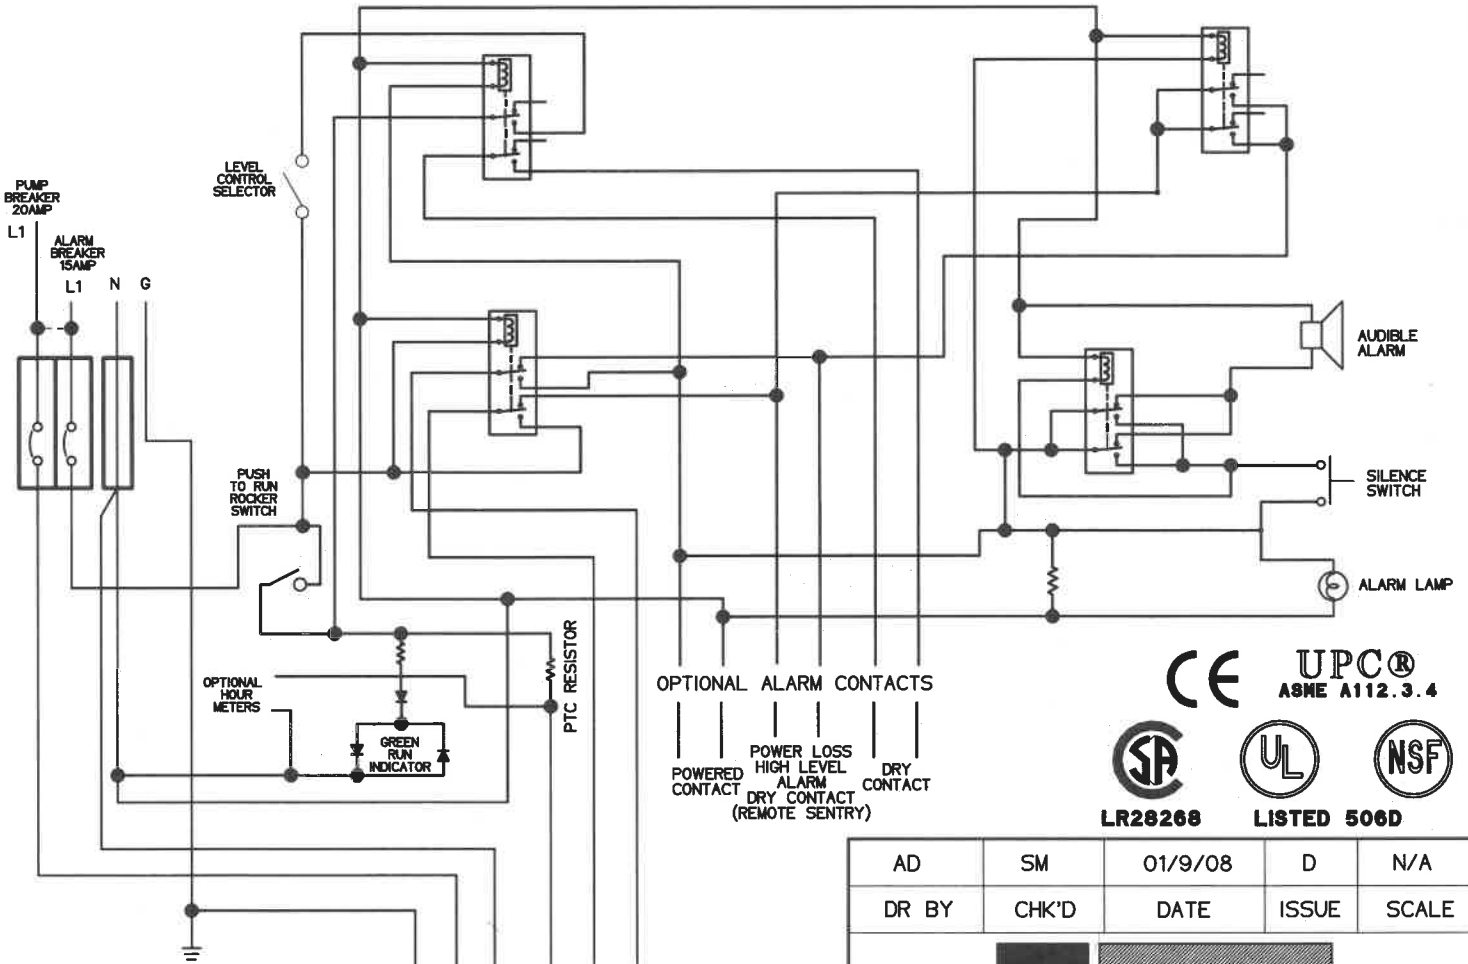 PUMP
BREAKER
20AMP
L1
ALARM
BREAKER
15AMP
L1
N
G
LEVEL
CONTROL
SELECTOR
PUSH
TO RUN
ROCKER
SWITCH
OPTIONAL
HOUR
METERS
GREEN
RUN
INDICATOR
PTC RESISTOR
AUDIBLE
ALARM
SILENCE
SWITCH
ALARM LAMP
OPTIONAL ALARM CONTACTS
POWERED
CONTACT
POWER LOSS
HIGH LEVEL
ALARM
DRY CONTACT
(REMOTE SENTRY)
DRY
CONTACT
CE
UPC®
ASME A112.3.4
SA
UL
NSF
LR28268
LISTED 506D
AD SM 01/9/08 D N/A
DR BY CHK'D DATE ISSUE SCALE